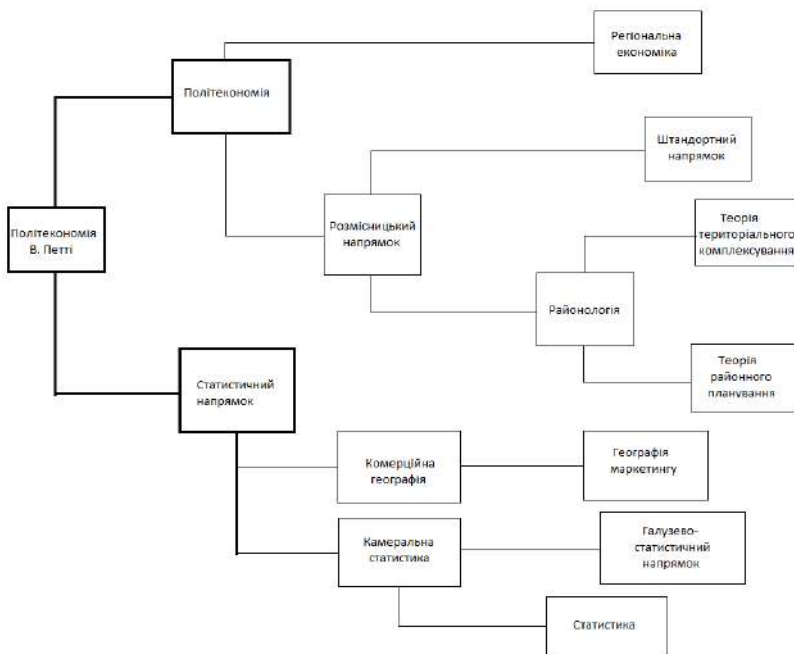 Регіональна
економіка
Політекономія
Штандортний
напрямок
Політекономія
В. Петті
Розмісницький
напрямок
Теорія
територіального
комплексування
Районологія
Теорія
районного
планування
Статистичний
напрямок
Комерційна
географія
Географія
маркетингу
Камеральна
статистика
Галузево-
статистичний
напрямок
Статистика